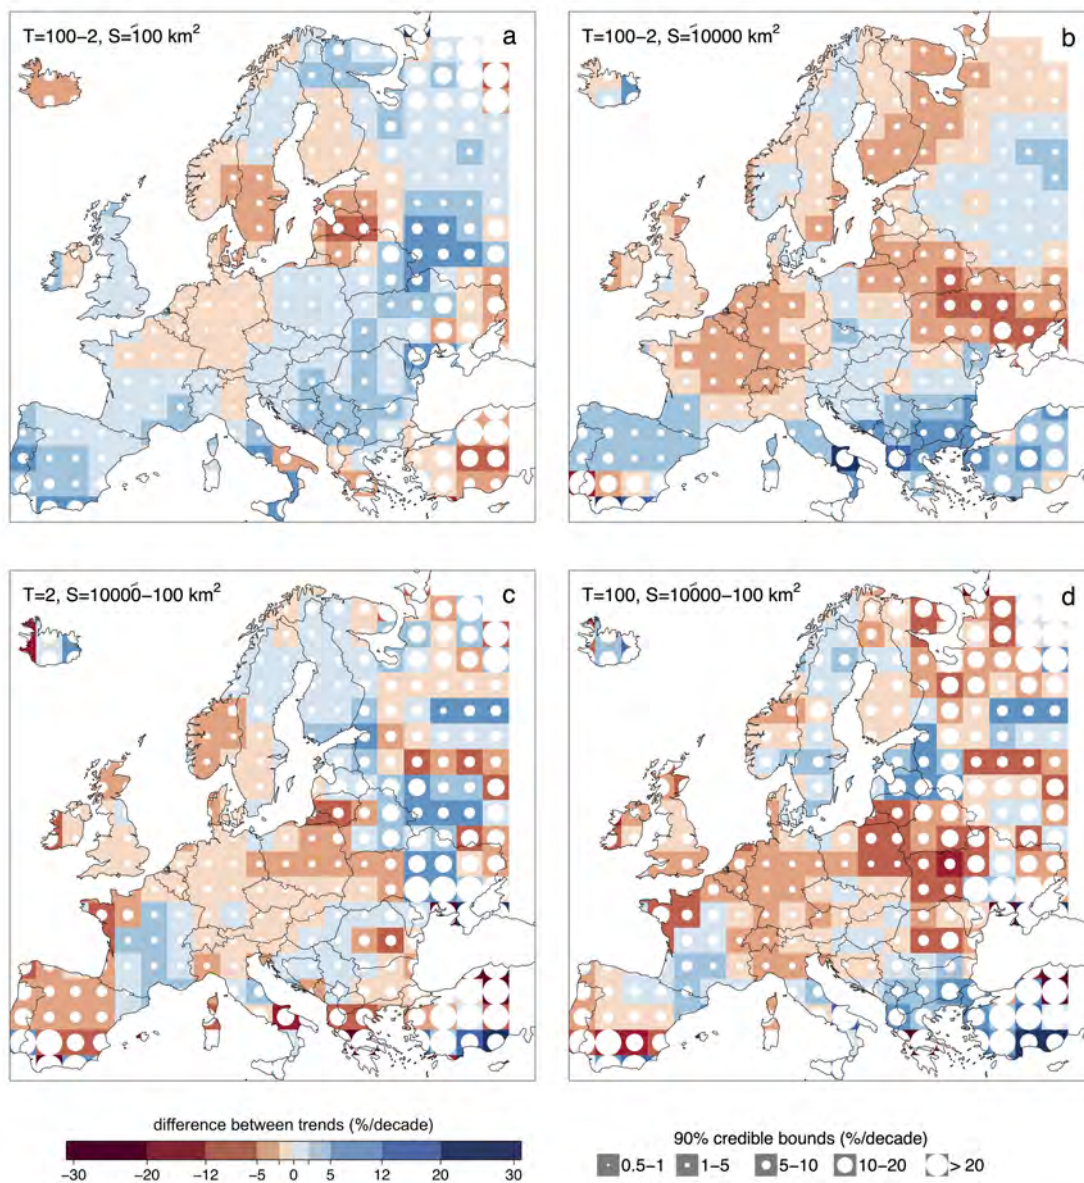 T=100−2, S=100 km²
a
T=100−2, S=10000 km²
b
T=2, S=10000−100 km²
c
T=100, S=10000−100 km²
d
difference between trends (%/decade)
−30 −20 −12 −5 0 5 12 20 30
90% credible bounds (%/decade)
0.5−1 1−5 5−10 10−20 > 20